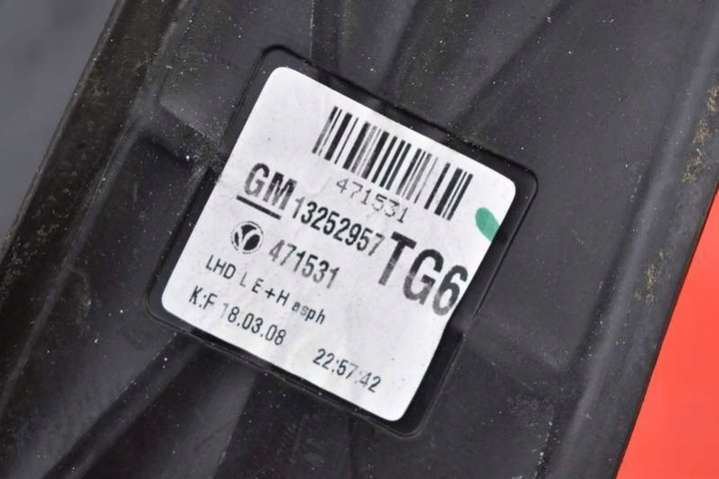 471531
GM 13252957 TG6
471531
LHD L E+H asph
K:F 18.03.08 22:57:42